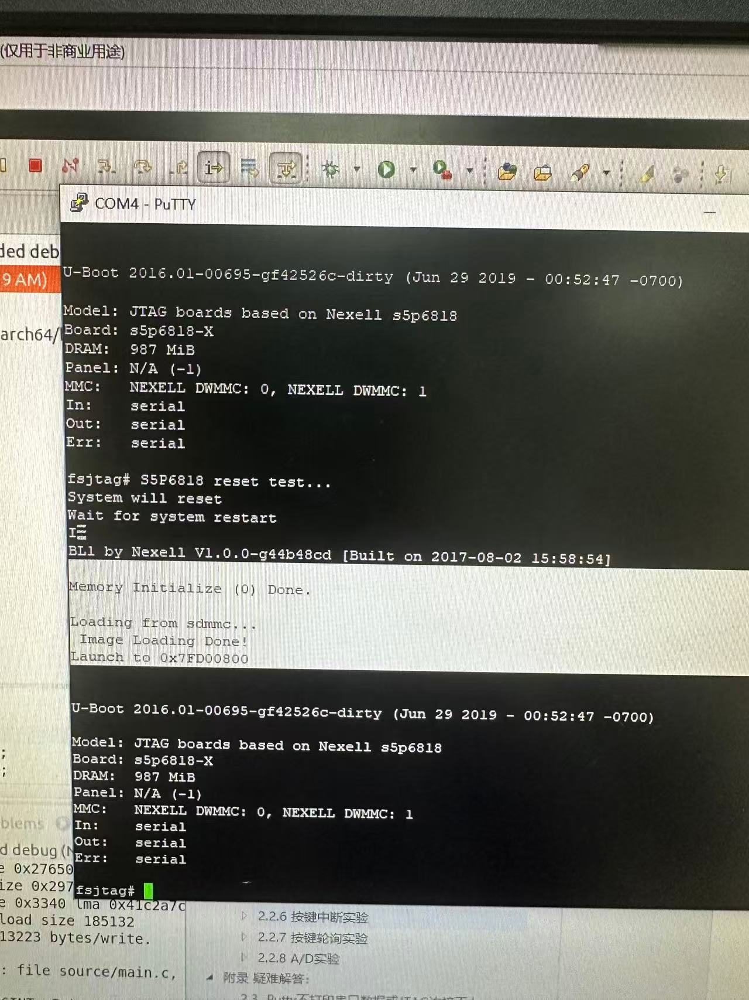 (仅用于非商业用途)
COM4 - PuTTY
ded deb
9 AM)
arch64/
U-Boot 2016.01-00695-gf42526c-dirty (Jun 29 2019 - 00:52:47 -0700)
Model: JTAG boards based on Nexell s5p6818
Board: s5p6818-X
DRAM: 987 MiB
Panel: N/A (-1)
MMC: NEXELL DWMMC: 0, NEXELL DWMMC: 1
In: serial
Out: serial
Err: serial
fsjtag# S5P6818 reset test...
System will reset
Wait for system restart
I
BL1 by Nexell V1.0.0-g44b48cd [Built on 2017-08-02 15:58:54]
Memory Initialize (0) Done.
Loading from sdmmc...
Image Loading Done!
Launch to 0x7FD00800
U-Boot 2016.01-00695-gf42526c-dirty (Jun 29 2019 - 00:52:47 -0700)
Model: JTAG boards based on Nexell s5p6818
Board: s5p6818-X
DRAM: 987 MiB
Panel: N/A (-1)
MMC: NEXELL DWMMC: 0, NEXELL DWMMC: 1
In: serial
Out: serial
Err: serial
fsjtag#
;
;
blems
d debug (N
e 0x27650
ize 0x297
e 0x3340 lma 0x41c2a7c
load size 185132
13223 bytes/write.
: file source/main.c,
2.2.6 按键中断实验
2.2.7 按键轮询实验
2.2.8 A/D实验
附录 疑难解答: